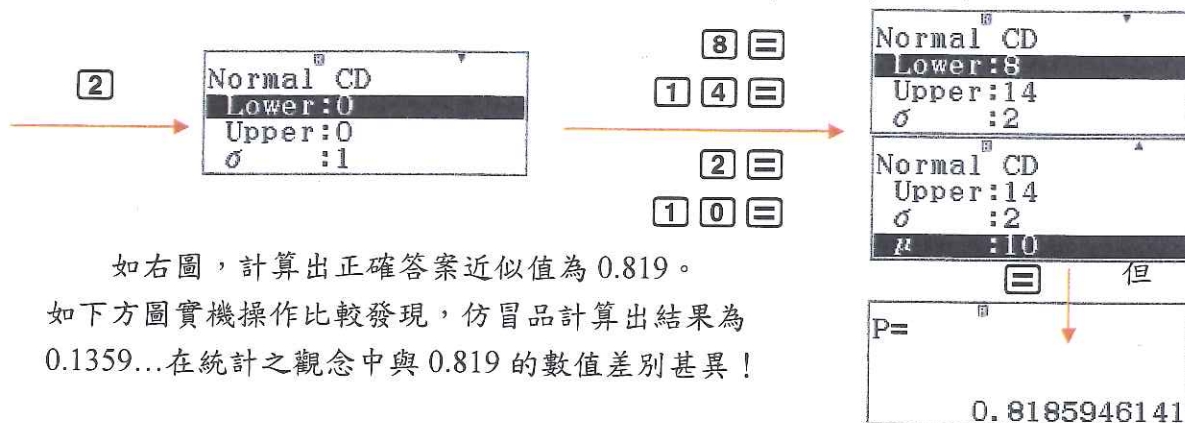 2
Normal CD
Lower:0
Upper:0
σ :1
8 =
1 4 =
2 =
1 0 =
Normal CD
Lower:8
Upper:14
σ :2
Normal CD
Upper:14
σ :2
μ :10
= 但
P=
0.8185946141
如右圖,計算出正確答案近似值為 0.819。
如下方圖實機操作比較發現,仿冒品計算出結果為
0.1359…在統計之觀念中與 0.819 的數值差別甚異!